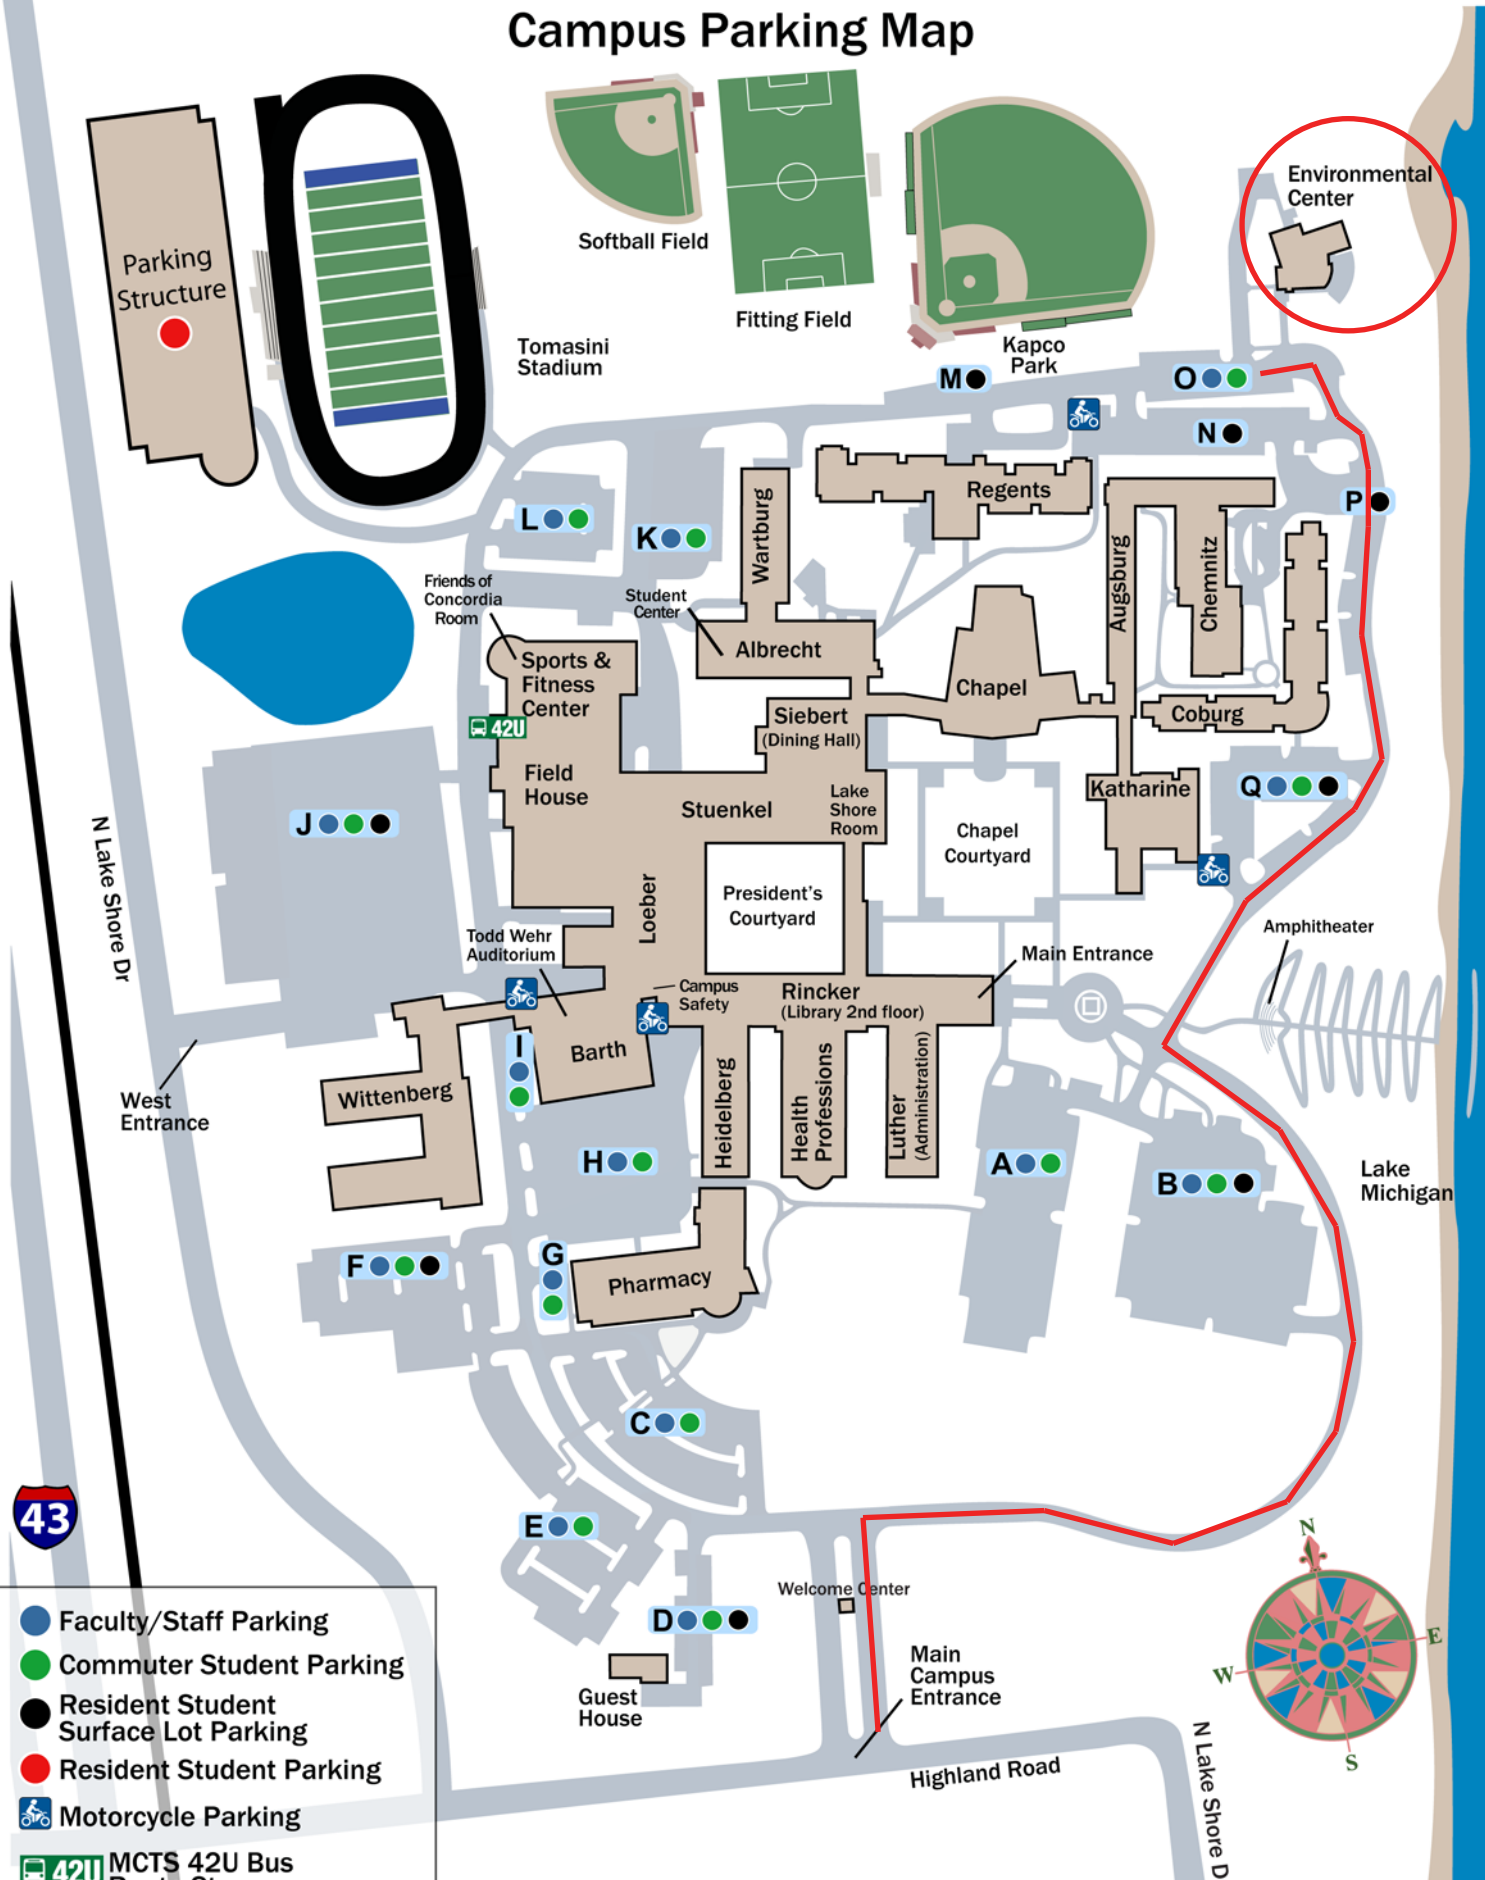 Campus Parking Map
Environmental
Center
Parking
Structure
Softball Field
Fitting Field
Tomasini
Stadium
Kapco
Park
M
O
N
P
L
K
Wartburg
Regents
Augsburg
Chemnitz
Friends of
Concordia
Room
Student
Center
Albrecht
Sports &
Fitness
Center
Chapel
Siebert
(Dining Hall)
Coburg
42U
Field
House
Stuenkel
Lake
Shore
Room
Katharine
Q
J
N Lake Shore Dr
Chapel
Courtyard
President's
Courtyard
Loeber
Todd Wehr
Auditorium
Amphitheater
Main Entrance
Campus
Safety
Rincker
(Library 2nd floor)
I
Barth
Wittenberg
West
Entrance
Heidelberg
Health
Professions
Luther
(Administration)
H
A
B
Lake
Michigan
F
G
Pharmacy
C
43
E
Welcome Center
D
Guest
House
Main
Campus
Entrance
Highland Road
N Lake Shore D
N
E
W
S
Faculty/Staff Parking
Commuter Student Parking
Resident Student
Surface Lot Parking
Resident Student Parking
Motorcycle Parking
42U
MCTS 42U Bus